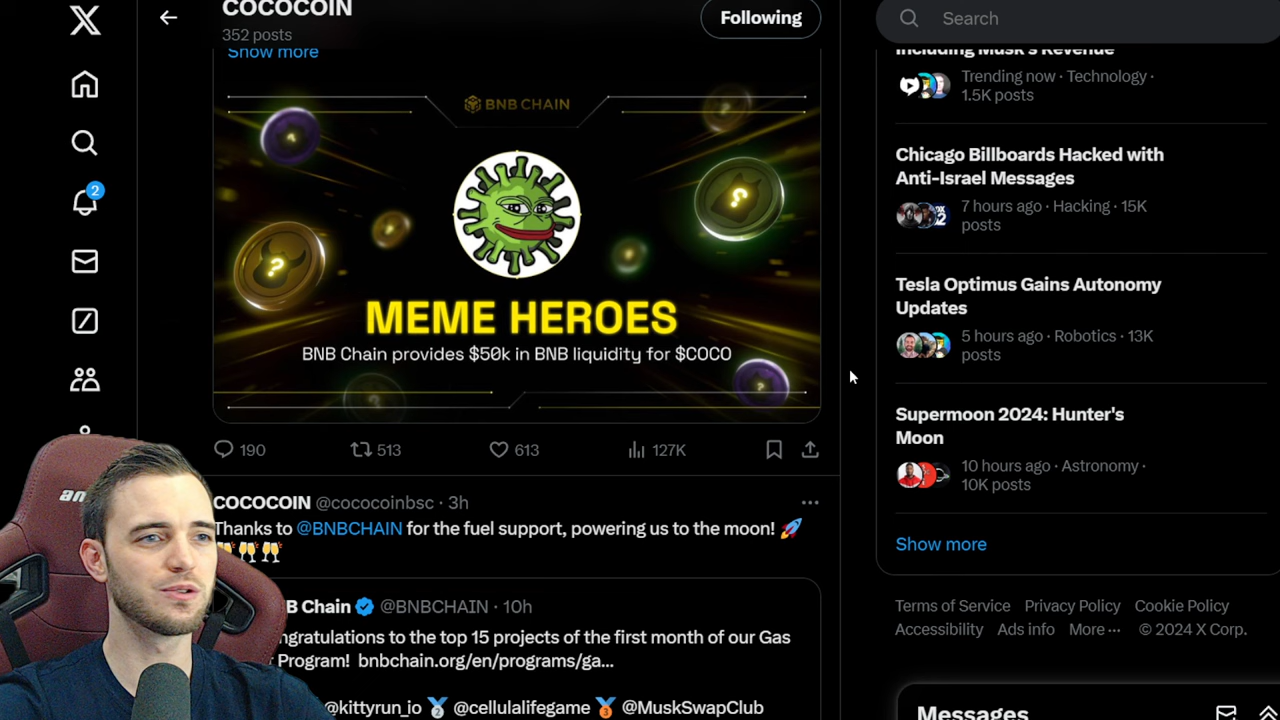 COCOCOIN
352 posts
Following
Show more
BNB CHAIN
MEME HEROES
BNB Chain provides $50k in BNB liquidity for $COCO
190
513
613
127K
COCOCOIN @cococoinbsc · 3h
Thanks to @BNBCHAIN for the fuel support, powering us to the moon! 🚀
🥂🥂🥂
B Chain @BNBCHAIN · 10h
ngratulations to the top 15 projects of the first month of our Gas
Program! bnbchain.org/en/programs/ga...
@kittyrun_io 🥈 @cellulalifegame 🥉 @MuskSwapClub
2
an
Search
Including Musk's Revenue
Trending now · Technology ·
1.5K posts
Chicago Billboards Hacked with
Anti-Israel Messages
7 hours ago · Hacking · 15K
posts
Tesla Optimus Gains Autonomy
Updates
5 hours ago · Robotics · 13K
posts
Supermoon 2024: Hunter's
Moon
10 hours ago · Astronomy ·
10K posts
Show more
Terms of Service Privacy Policy Cookie Policy
Accessibility Ads info More ··· © 2024 X Corp.
Messages